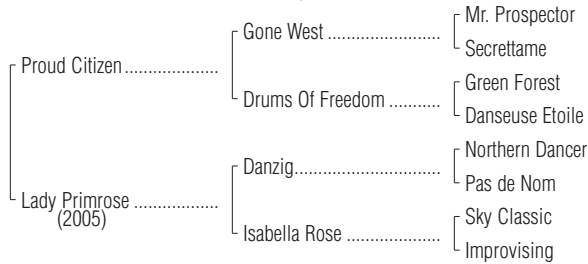 Mr. Prospector
Gone West .......................
Secrettame
Proud Citizen ....................
Green Forest
Drums Of Freedom ...........
Danseuse Etoile
Northern Dancer
Danzig...............................
Pas de Nom
Lady Primrose ..................
(2005)
Sky Classic
Isabella Rose ....................
Improvising